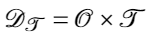 𝒟_𝒯 = 𝒪 × 𝒯